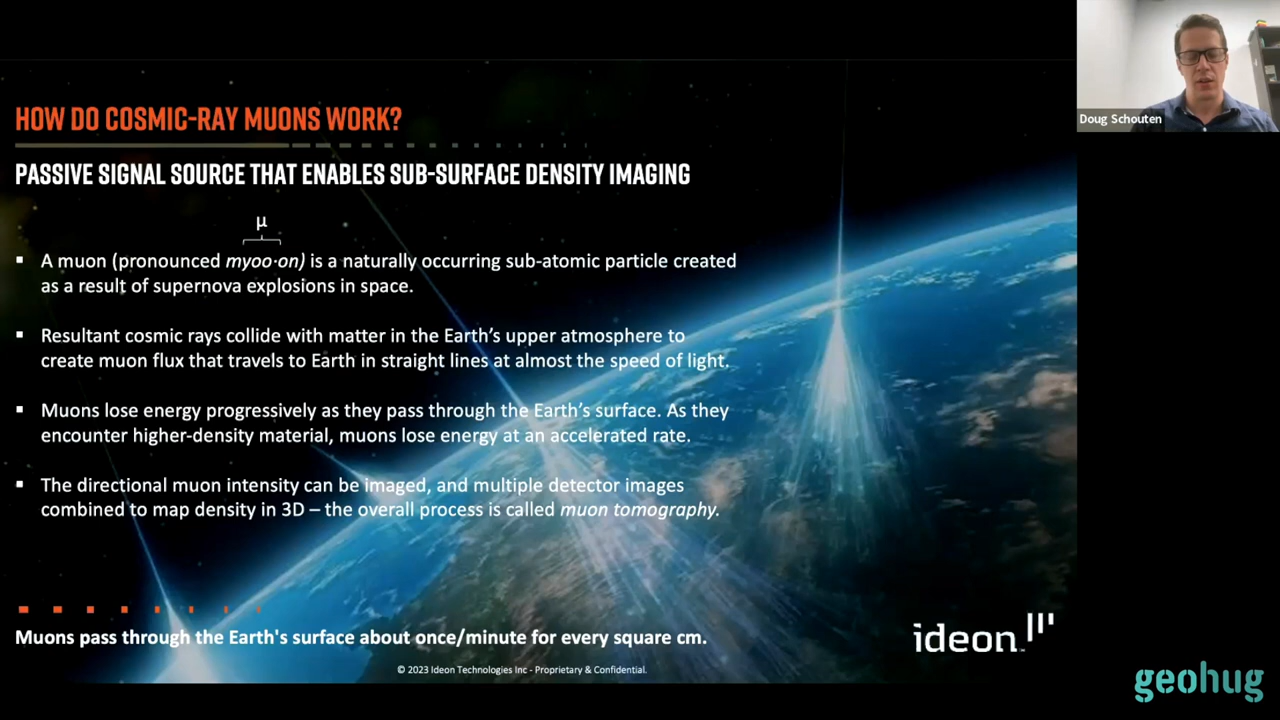 HOW DO COSMIC-RAY MUONS WORK?
PASSIVE SIGNAL SOURCE THAT ENABLES SUB-SURFACE DENSITY IMAGING
μ
▪ A muon (pronounced myoo·on) is a naturally occurring sub-atomic particle created
as a result of supernova explosions in space.
▪ Resultant cosmic rays collide with matter in the Earth’s upper atmosphere to
create muon flux that travels to Earth in straight lines at almost the speed of light.
▪ Muons lose energy progressively as they pass through the Earth’s surface. As they
encounter higher-density material, muons lose energy at an accelerated rate.
▪ The directional muon intensity can be imaged, and multiple detector images
combined to map density in 3D – the overall process is called muon tomography.
Muons pass through the Earth's surface about once/minute for every square cm.
© 2023 Ideon Technologies Inc - Proprietary & Confidential.
ideon
Doug Schouten
geohug